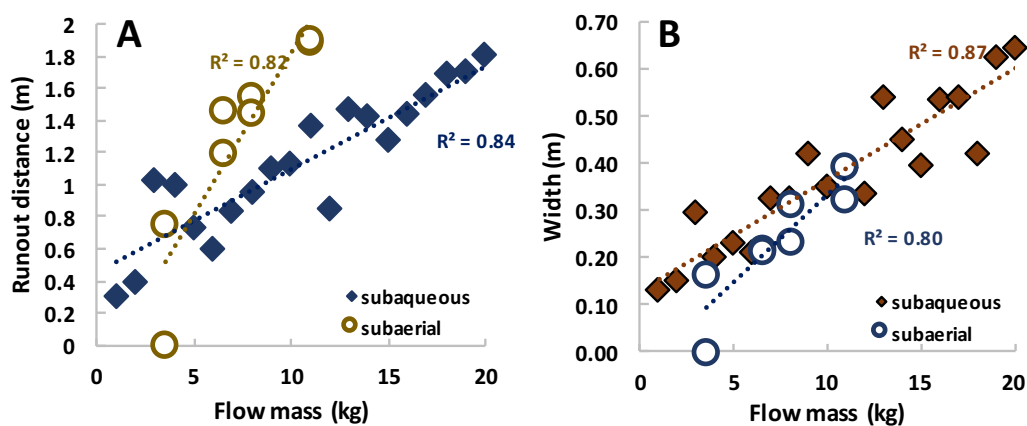 A
2
1.8
1.6
1.4
1.2
1
0.8
0.6
0.4
0.2
0
Runout distance (m)
R² = 0.82
R² = 0.84
subaqueous
subaerial
0 5 10 15 20
Flow mass (kg)
B
0.60
0.50
0.40
0.30
0.20
0.10
0.00
Width (m)
R² = 0.87
R² = 0.80
subaqueous
subaerial
0 5 10 15 20
Flow mass (kg)